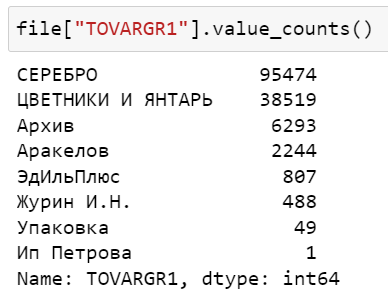 file["TOVARGR1"].value_counts()
СЕРЕБРО 95474
ЦВЕТНИКИ И ЯНТАРЬ 38519
Архив 6293
Аракелов 2244
ЭдИльПлюс 807
Журин И.Н. 488
Упаковка 49
Ип Петрова 1
Name: TOVARGR1, dtype: int64